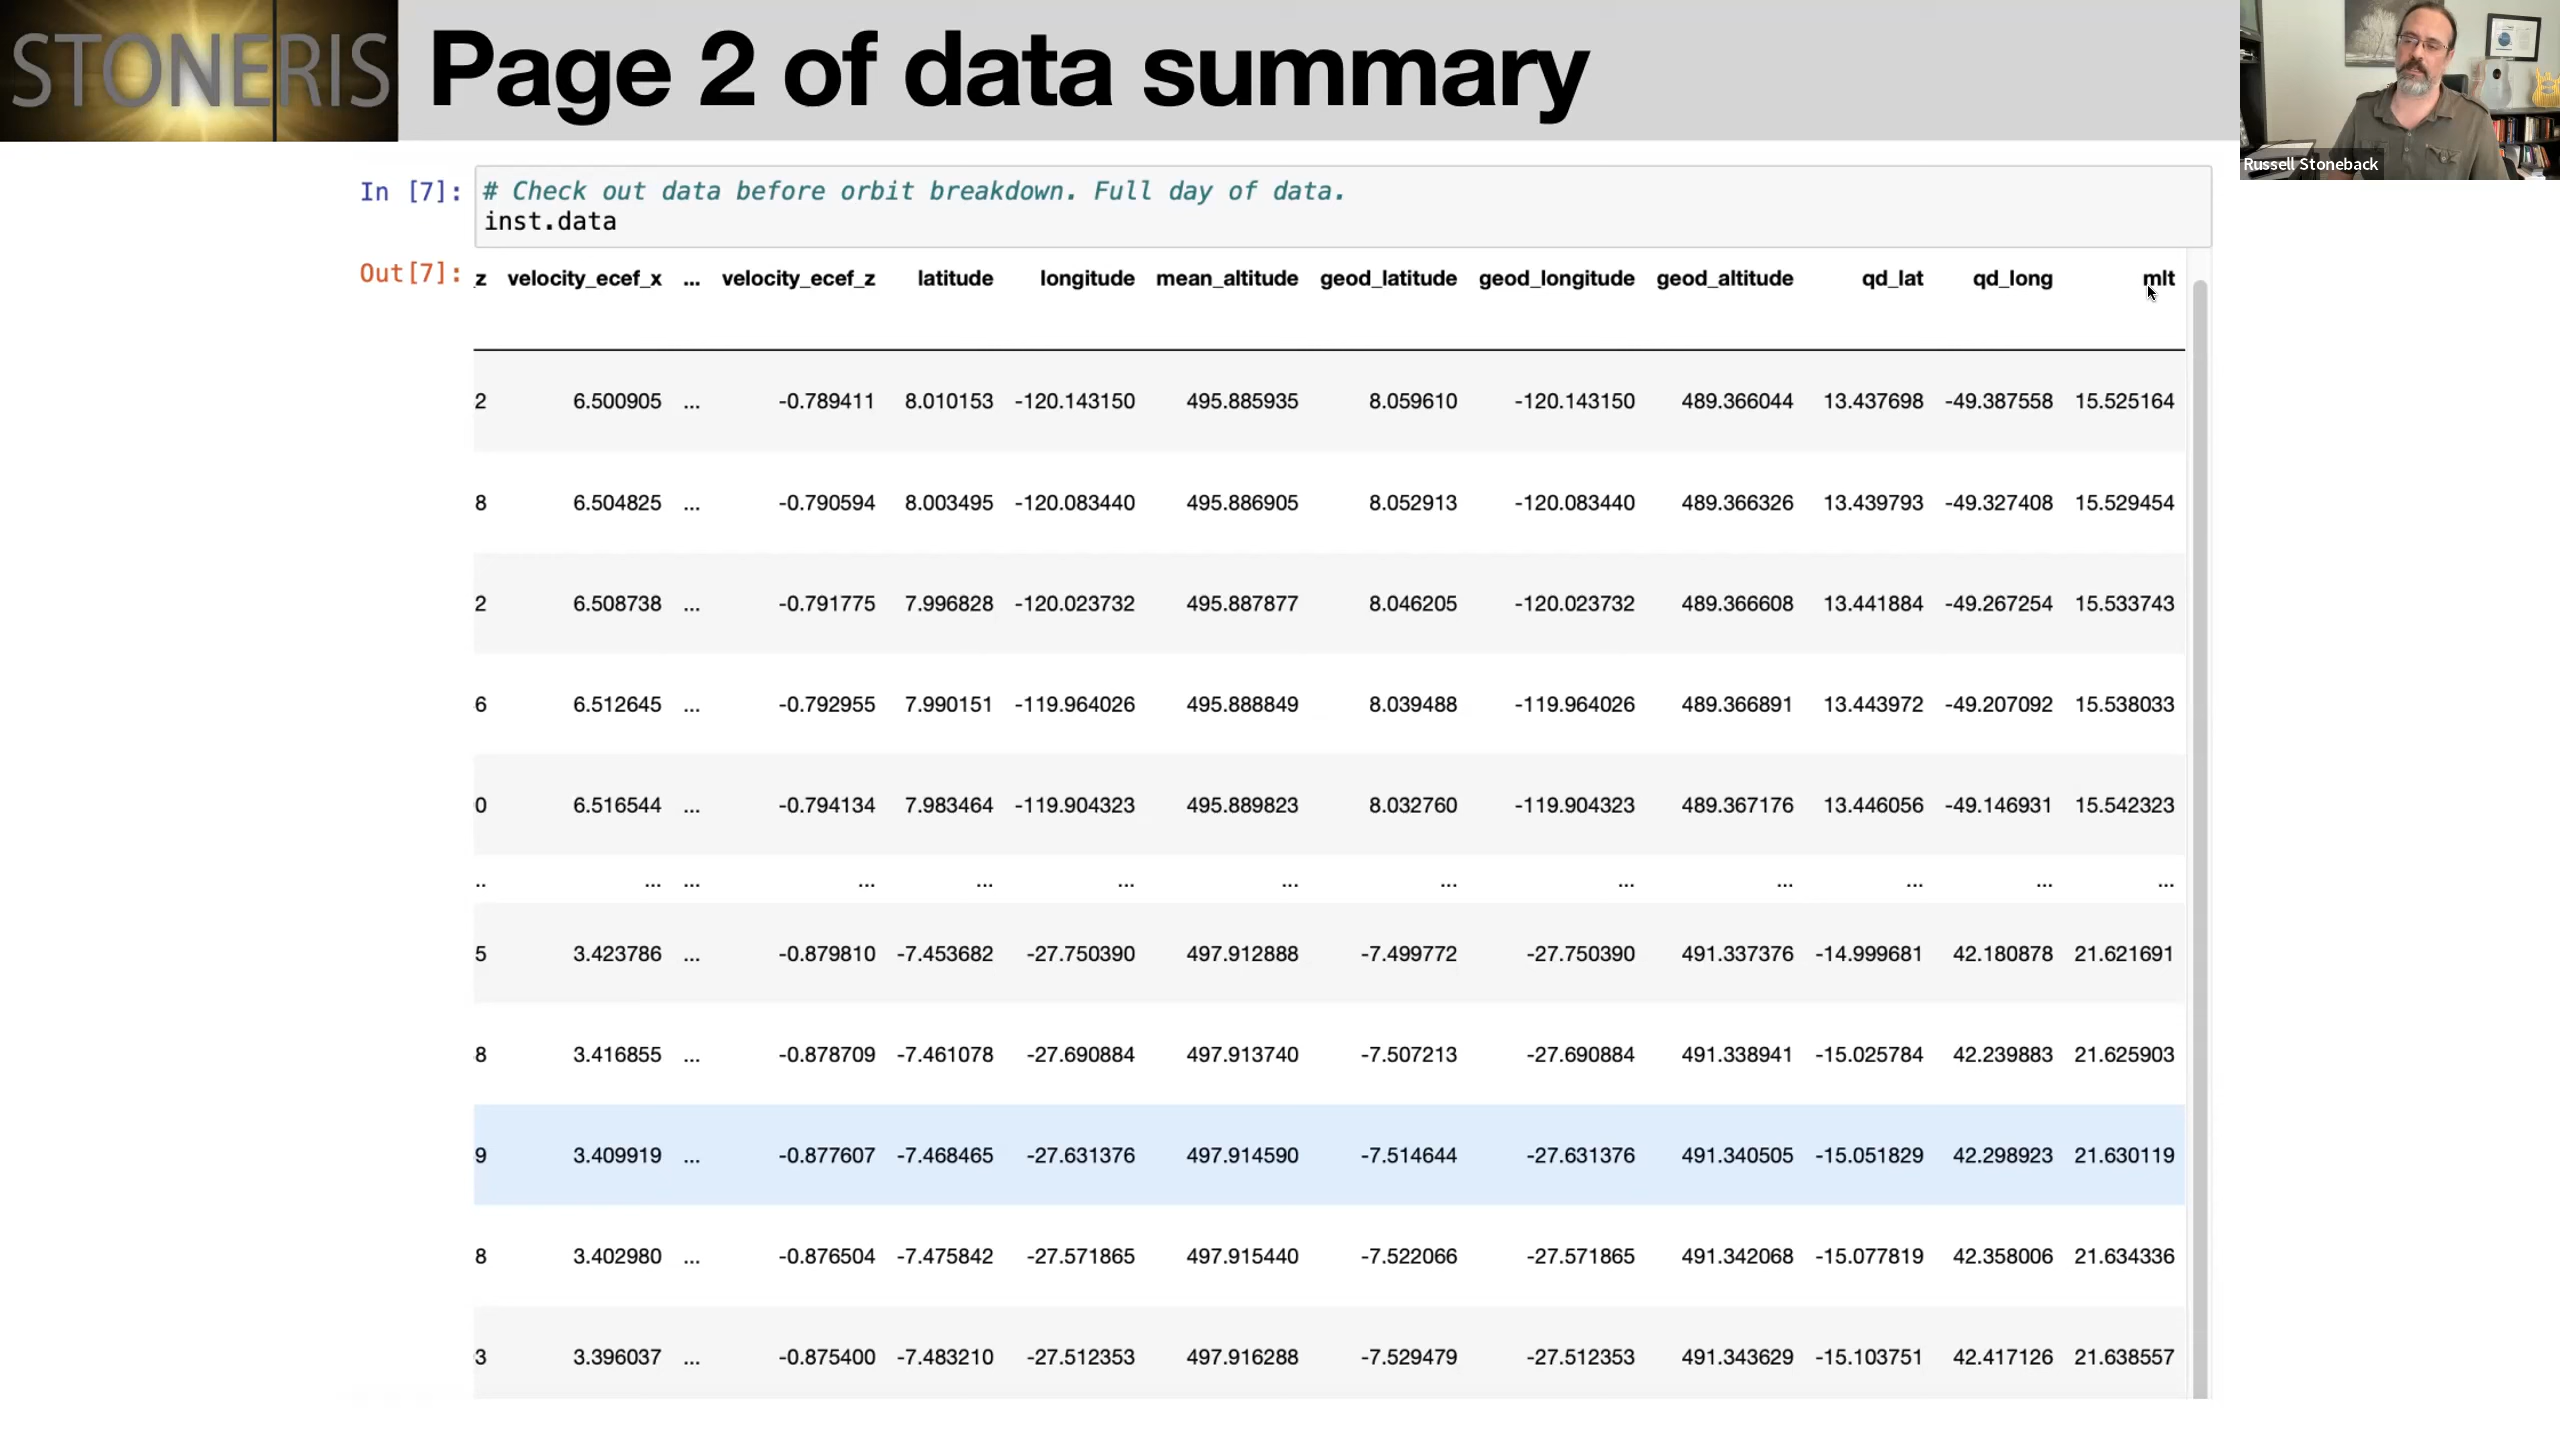 STONERIS Page 2 of data summary
Russell Stoneback
In [7]: # Check out data before orbit breakdown. Full day of data.
inst.data
Out[7]: _z velocity_ecef_x ... velocity_ecef_z latitude longitude mean_altitude geod_latitude geod_longitude geod_altitude qd_lat qd_long mlt
2 6.500905 ... -0.789411 8.010153 -120.143150 495.885935 8.059610 -120.143150 489.366044 13.437698 -49.387558 15.525164
8 6.504825 ... -0.790594 8.003495 -120.083440 495.886905 8.052913 -120.083440 489.366326 13.439793 -49.327408 15.529454
2 6.508738 ... -0.791775 7.996828 -120.023732 495.887877 8.046205 -120.023732 489.366608 13.441884 -49.267254 15.533743
6 6.512645 ... -0.792955 7.990151 -119.964026 495.888849 8.039488 -119.964026 489.366891 13.443972 -49.207092 15.538033
0 6.516544 ... -0.794134 7.983464 -119.904323 495.889823 8.032760 -119.904323 489.367176 13.446056 -49.146931 15.542323
.. ... ... ... ... ... ... ... ... ... ... ... ...
5 3.423786 ... -0.879810 -7.453682 -27.750390 497.912888 -7.499772 -27.750390 491.337376 -14.999681 42.180878 21.621691
8 3.416855 ... -0.878709 -7.461078 -27.690884 497.913740 -7.507213 -27.690884 491.338941 -15.025784 42.239883 21.625903
9 3.409919 ... -0.877607 -7.468465 -27.631376 497.914590 -7.514644 -27.631376 491.340505 -15.051829 42.298923 21.630119
8 3.402980 ... -0.876504 -7.475842 -27.571865 497.915440 -7.522066 -27.571865 491.342068 -15.077819 42.358006 21.634336
3 3.396037 ... -0.875400 -7.483210 -27.512353 497.916288 -7.529479 -27.512353 491.343629 -15.103751 42.417126 21.638557